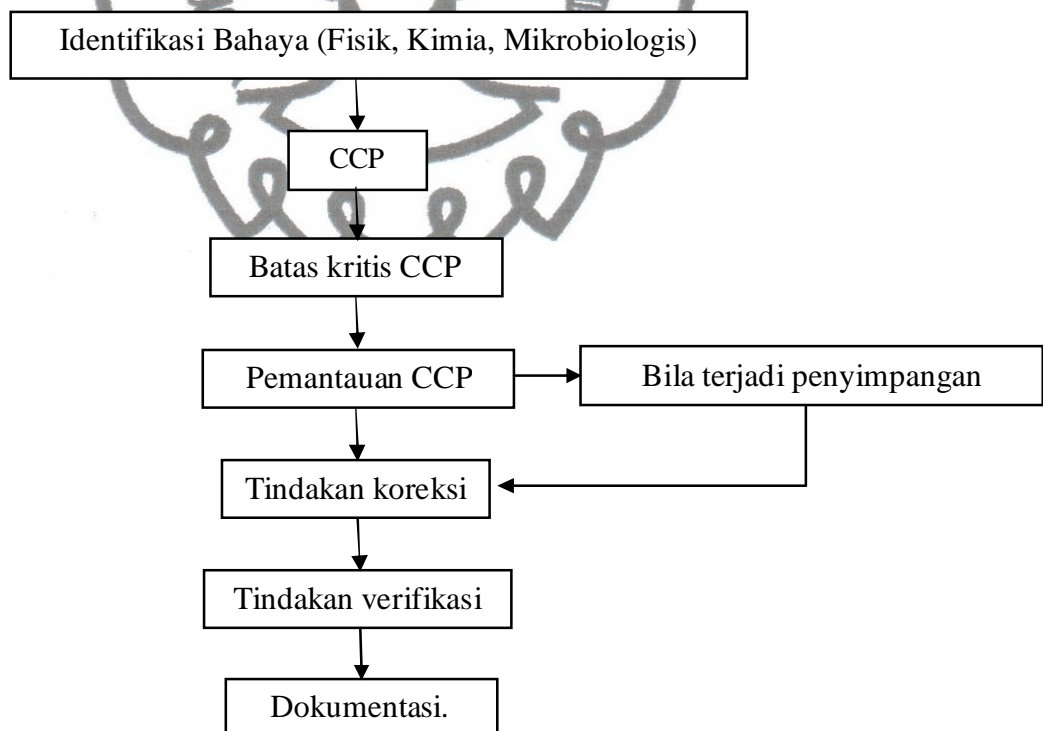 Identifikasi Bahaya (Fisik, Kimia, Mikrobiologis)
CCP
Batas kritis CCP
Pemantauan CCP
Bila terjadi penyimpangan
Tindakan koreksi
Tindakan verifikasi
Dokumentasi.